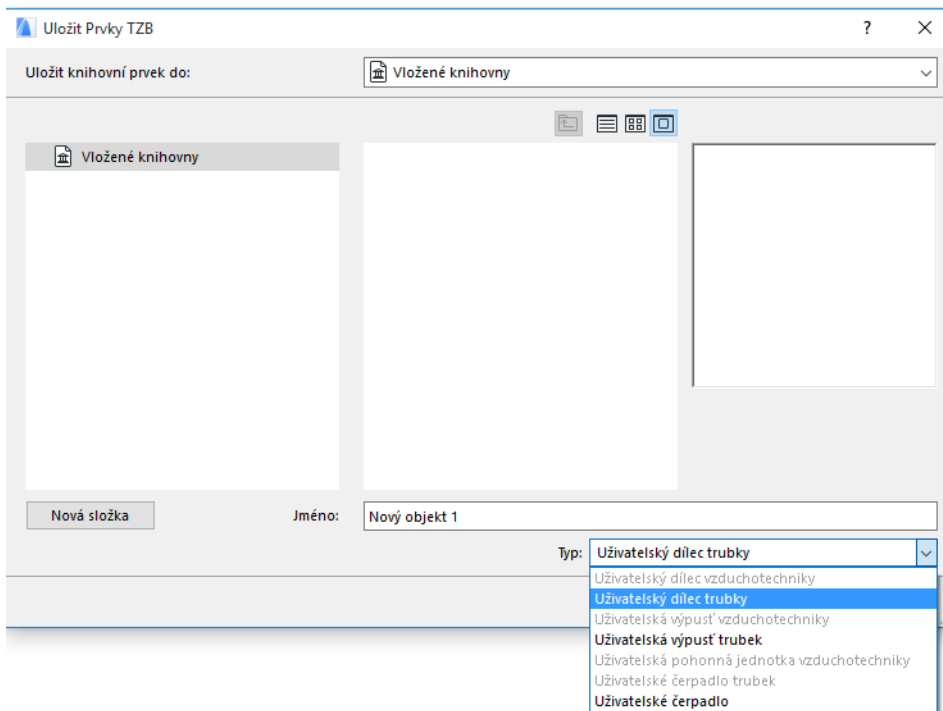 Uložit Prvky TZB
?
Uložit knihovní prvek do:
Vložené knihovny
Vložené knihovny
Nová složka
Jméno:
Nový objekt 1
Typ:
Uživatelský dílec trubky
Uživatelský dílec vzduchotechniky
Uživatelský dílec trubky
Uživatelský výpusť vzduchotechniky
Uživatelská výpusť trubek
Uživatelská pohonná jednotka vzduchotechniky
Uživatelské čerpadlo trubek
Uživatelské čerpadlo